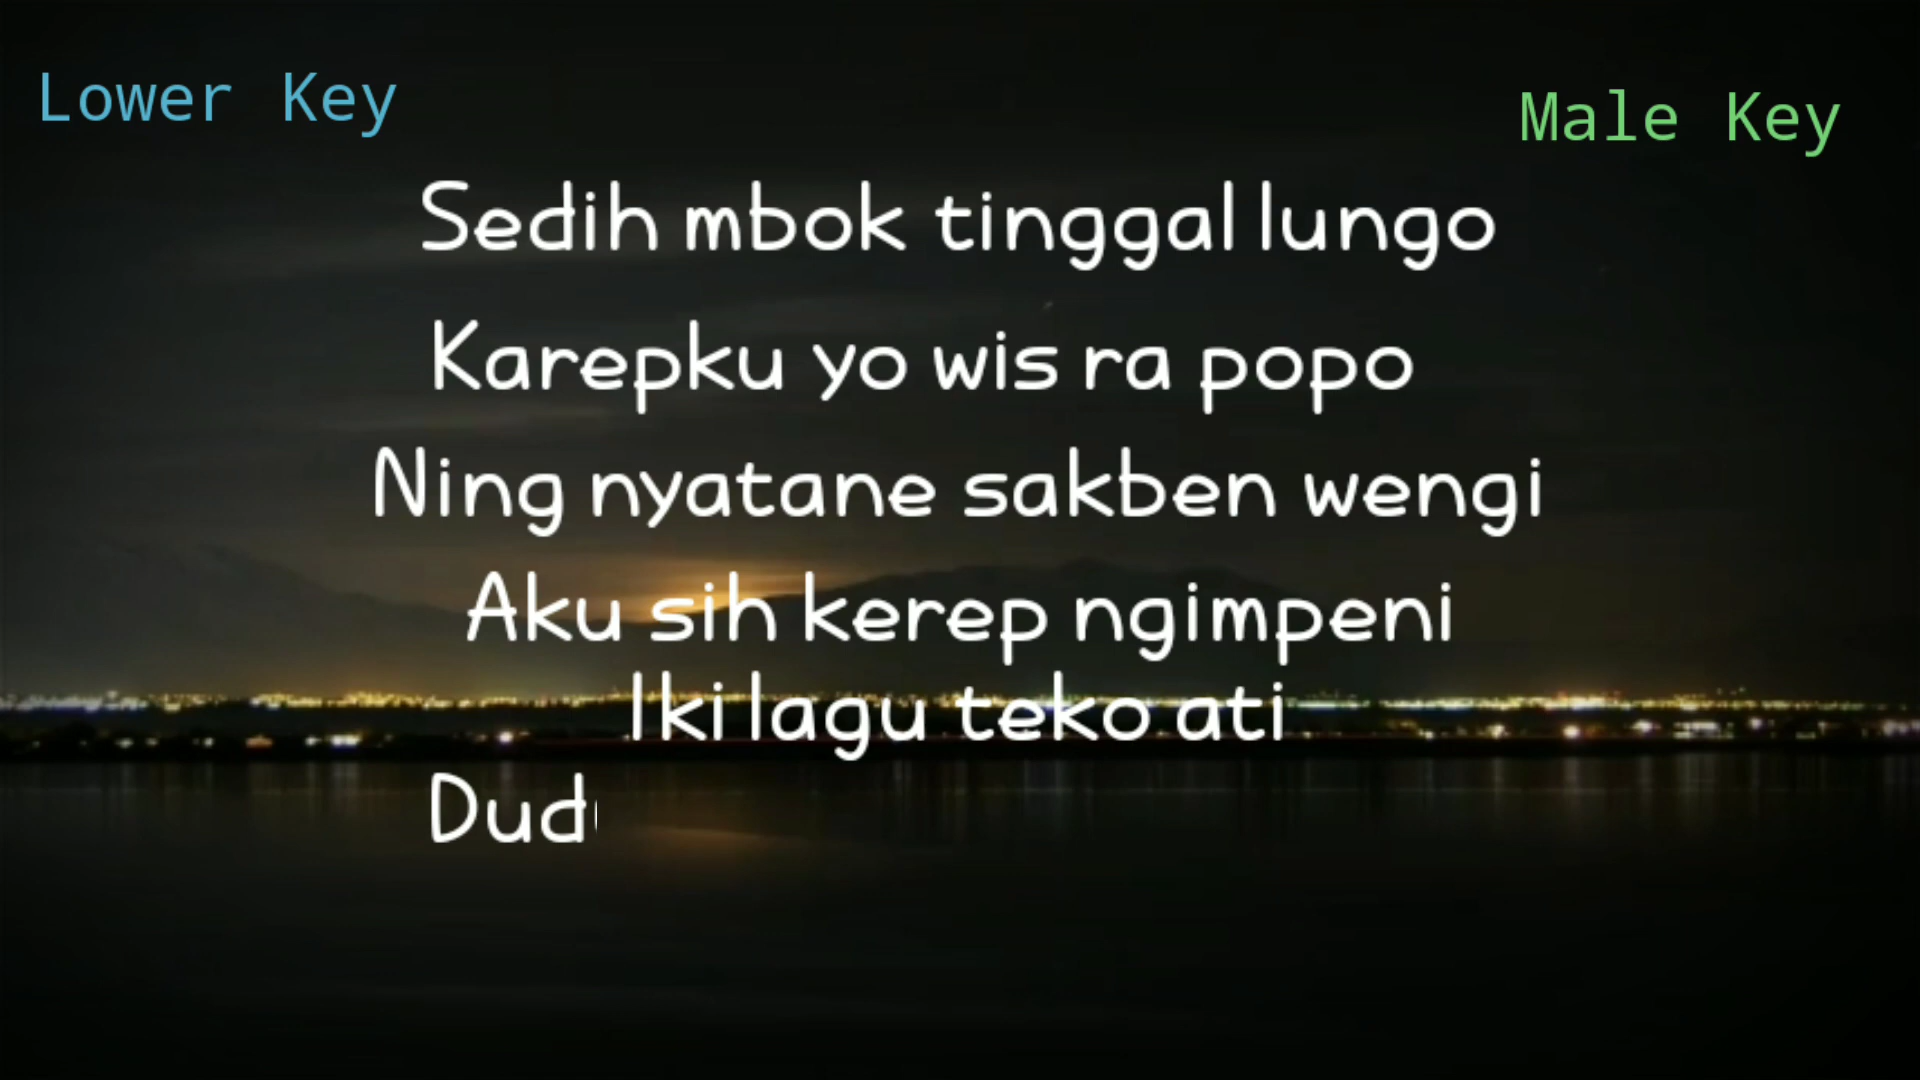 Lower Key
Male Key
Sedih mbok tinggal lungo
Karepku yo wis ra popo
Ning nyatane sakben wengi
Aku sih kerep ngimpeni
Iki lagu teko ati